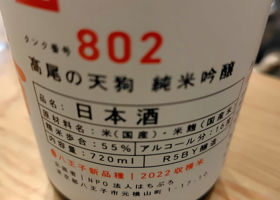 タンク番号 802
高尾の天狗 純米吟醸
品名： 日本酒
原材料名：米（国産）・米麹（国産米
精米歩合：55% アルコール分：16度
内容量：720ml R5BY醸造
八王子新品種｜2022収穫米
NPO法人はちぷろ
八王子市元横山町1-17-10